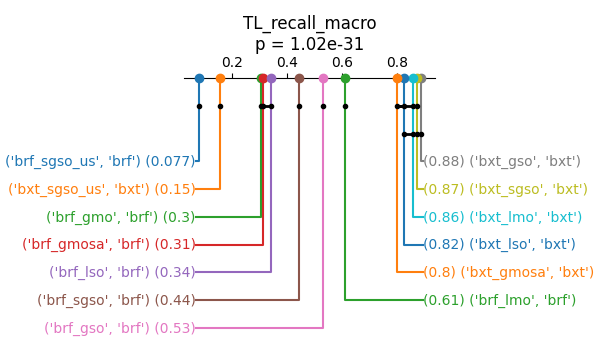 TL_recall_macro
p = 1.02e-31
0.2 0.4 0.6 0.8
('brf_sgso_us', 'brf') (0.077) (0.88) ('bxt_gso', 'bxt')
('bxt_sgso_us', 'bxt') (0.15) (0.87) ('bxt_sgso', 'bxt')
('brf_gmo', 'brf') (0.3) (0.86) ('bxt_lmo', 'bxt')
('brf_gmosa', 'brf') (0.31) (0.82) ('bxt_lso', 'bxt')
('brf_lso', 'brf') (0.34) (0.8) ('bxt_gmosa', 'bxt')
('brf_sgso', 'brf') (0.44) (0.61) ('brf_lmo', 'brf')
('brf_gso', 'brf') (0.53)